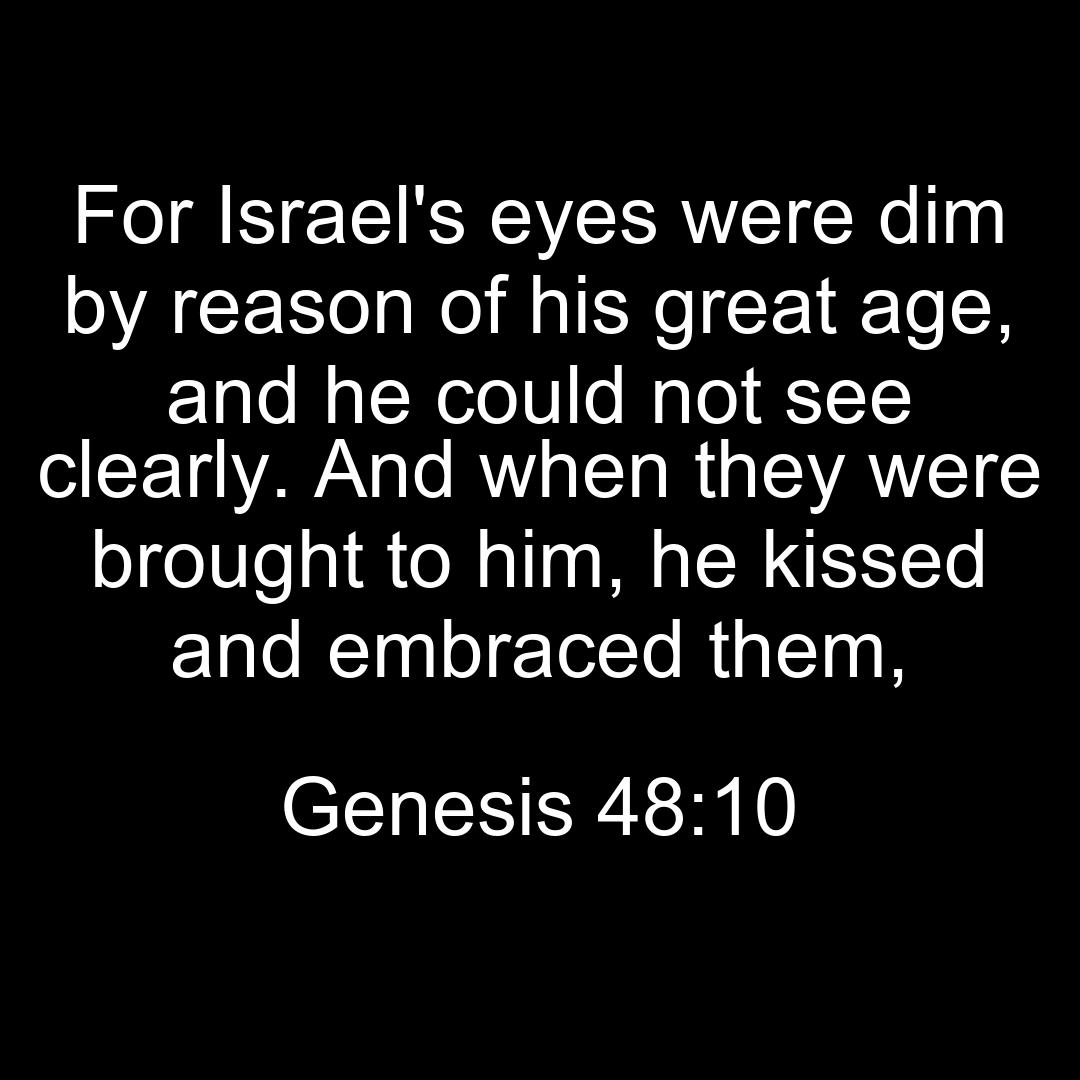 For Israel's eyes were dim
by reason of his great age,
and he could not see
clearly. And when they were
brought to him, he kissed
and embraced them,
Genesis 48:10